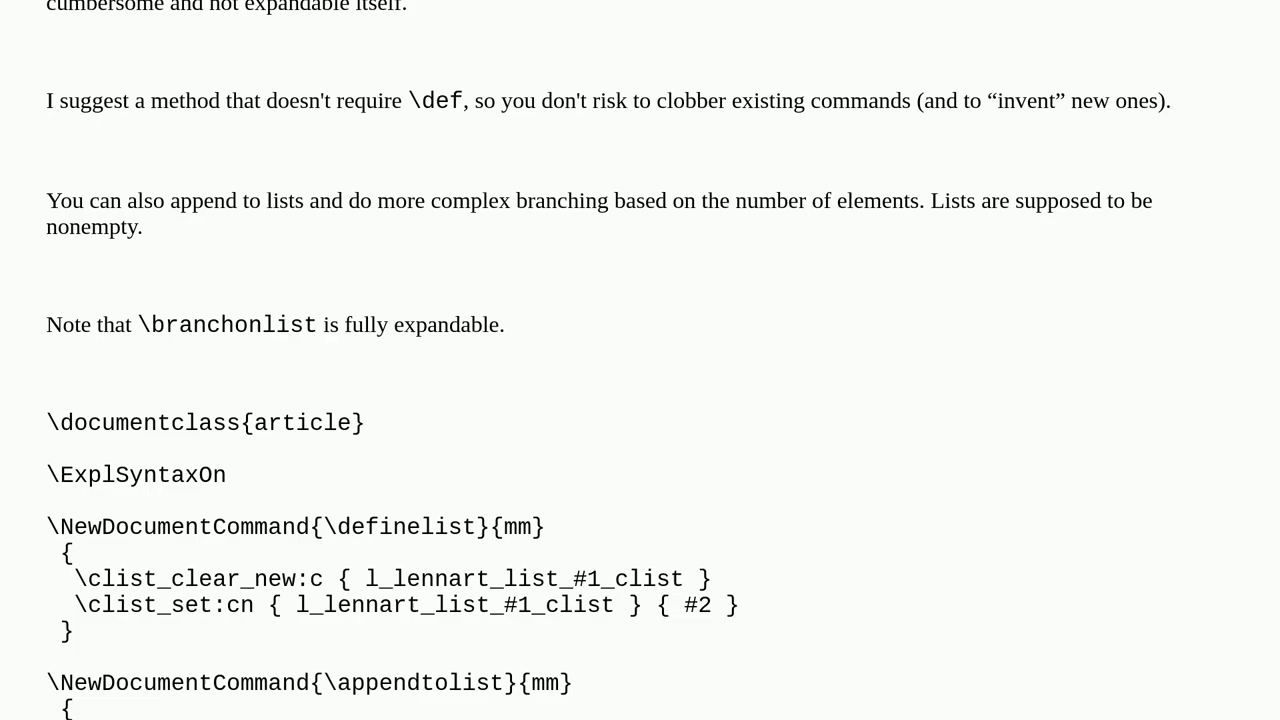 cumbersome and not expandable itself.
I suggest a method that doesn't require \def, so you don't risk to clobber existing commands (and to “invent” new ones).
You can also append to lists and do more complex branching based on the number of elements. Lists are supposed to be
nonempty.
Note that \branchonlist is fully expandable.
\documentclass{article}
\ExplSyntaxOn
\NewDocumentCommand{\definelist}{mm}
 {
  \clist_clear_new:c { l_lennart_list_#1_clist }
  \clist_set:cn { l_lennart_list_#1_clist } { #2 }
 }
\NewDocumentCommand{\appendtolist}{mm}
 {